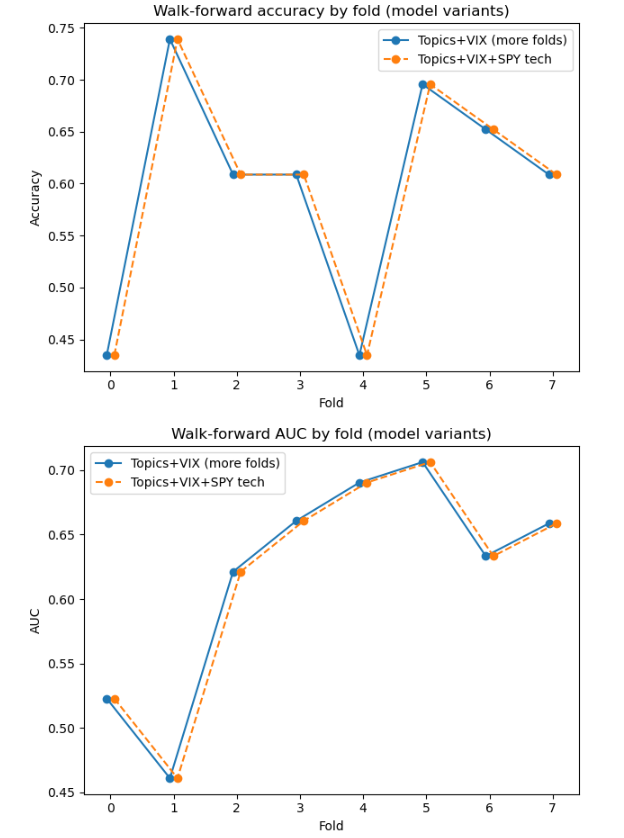 Walk-forward accuracy by fold (model variants)
Topics+VIX (more folds)
Topics+VIX+SPY tech
Accuracy
0.75
0.70
0.65
0.60
0.55
0.50
0.45
0 1 2 3 4 5 6 7
Fold
Walk-forward AUC by fold (model variants)
Topics+VIX (more folds)
Topics+VIX+SPY tech
AUC
0.70
0.65
0.60
0.55
0.50
0.45
0 1 2 3 4 5 6 7
Fold